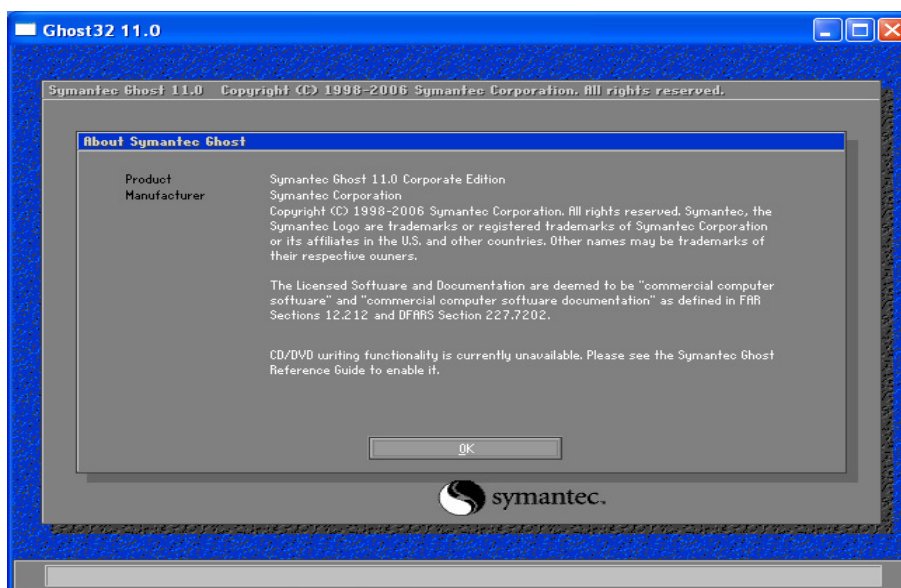 Ghost32 11.0
Symantec Ghost 11.0 Copyright (C) 1998-2006 Symantec Corporation. All rights reserved.
About Symantec Ghost
Product Symantec Ghost 11.0 Corporate Edition
Manufacturer Symantec Corporation
Copyright (C) 1998-2006 Symantec Corporation. All rights reserved. Symantec, the
Symantec Logo are trademarks or registered trademarks of Symantec Corporation
or its affiliates in the U.S. and other countries. Other names may be trademarks of
their respective owners.
The Licensed Software and Documentation are deemed to be "commercial computer
software" and "commercial computer software documentation" as defined in FAR
Sections 12.212 and DFARS Section 227.7202.
CD/DVD writing functionality is currently unavailable. Please see the Symantec Ghost
Reference Guide to enable it.
OK
symantec.